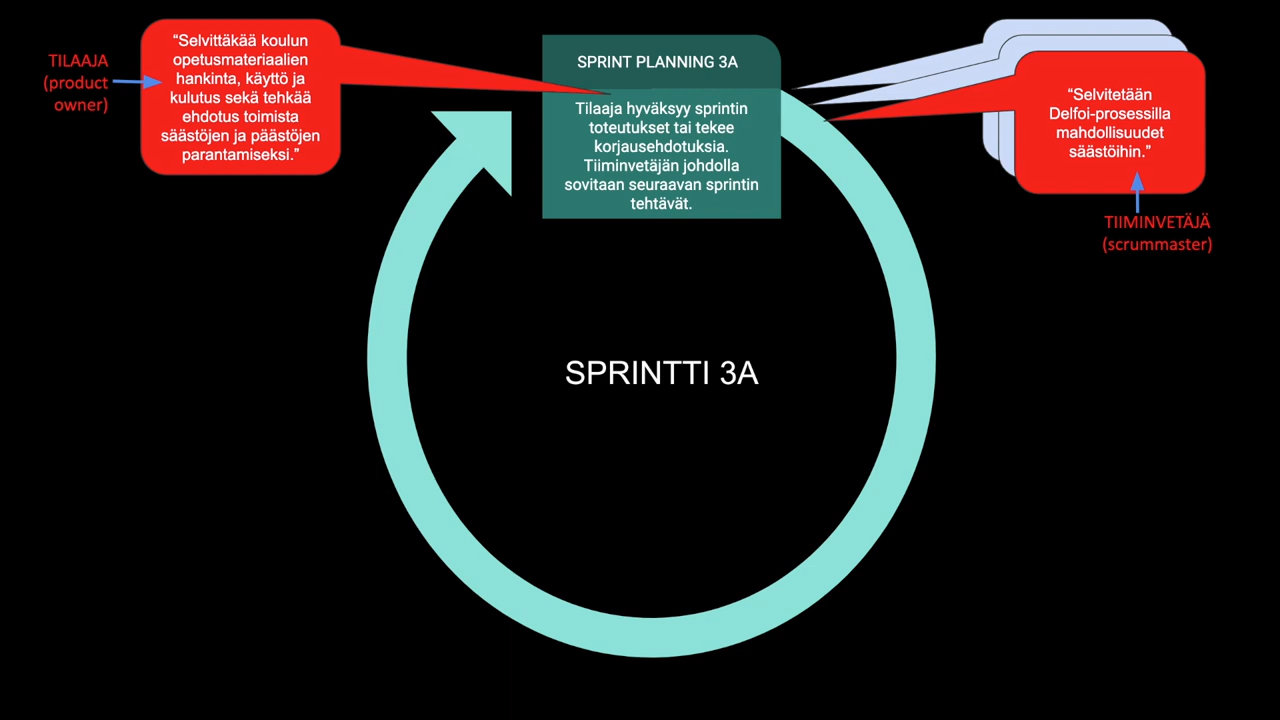 TILAAJA
(product
owner)
“Selvittäkää koulun
opetusmateriaalien
hankinta, käyttö ja
kulutus sekä tehkää
ehdotus toimista
säästöjen ja päästöjen
parantamiseksi.”
SPRINT PLANNING 3A
Tilaaja hyväksyy sprintin
toteutukset tai tekee
korjausehdotuksia.
Tiiminvetäjän johdolla
sovitaan seuraavan sprintin
tehtävät.
“Selvitetään
Delfoi-prosessilla
mahdollisuudet
säästöihin.”
TIIMINVETÄJÄ
(scrummaster)
SPRINTTI 3A